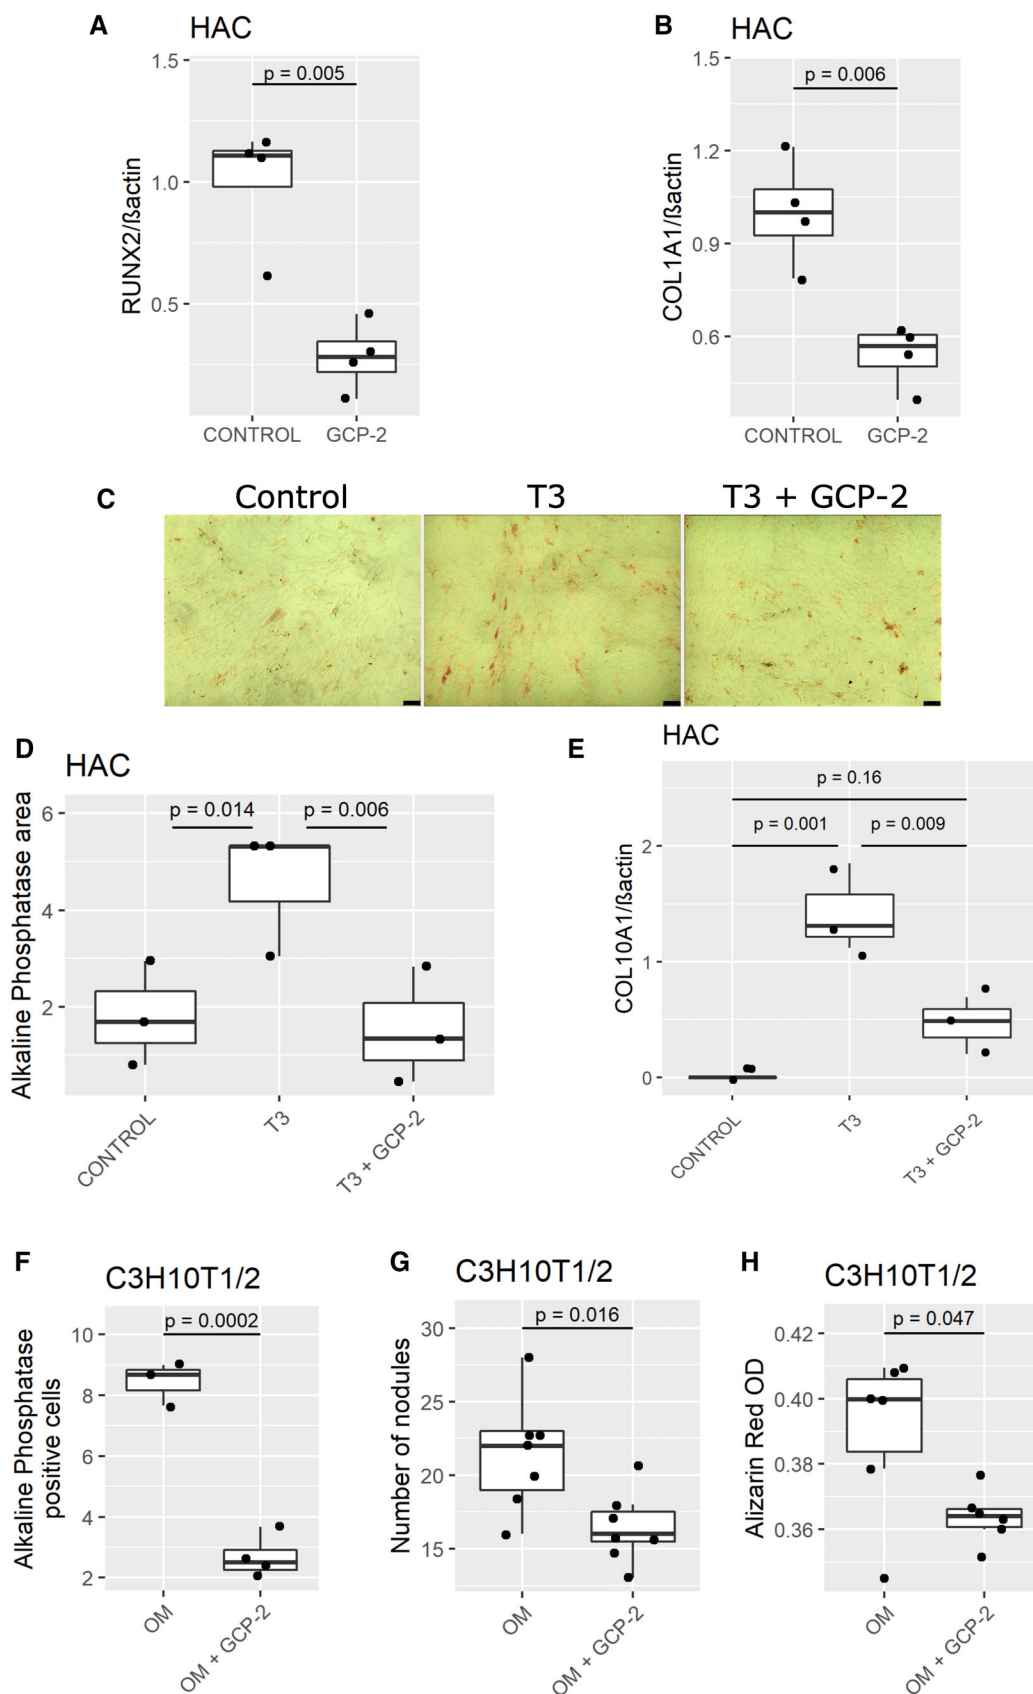 A
HAC
RUNX2/ßactin
1.5
1.0
0.5
p = 0.005
CONTROL
GCP-2
B
HAC
COL1A1/ßactin
1.5
1.2
0.9
0.6
p = 0.006
CONTROL
GCP-2
C
Control
T3
T3 + GCP-2
D
HAC
Alkaline Phosphatase area
6
4
2
p = 0.014
p = 0.006
CONTROL
T3
T3 + GCP-2
E
HAC
COL10A1/ßactin
2
1
0
p = 0.16
p = 0.001
p = 0.009
CONTROL
T3
T3 + GCP-2
F
C3H10T1/2
Alkaline Phosphatase
positive cells
10
8
6
4
2
p = 0.0002
OM
OM + GCP-2
G
C3H10T1/2
Number of nodules
30
25
20
15
p = 0.016
OM
OM + GCP-2
H
C3H10T1/2
Alizarin Red OD
0.42
0.40
0.38
0.36
p = 0.047
OM
OM + GCP-2